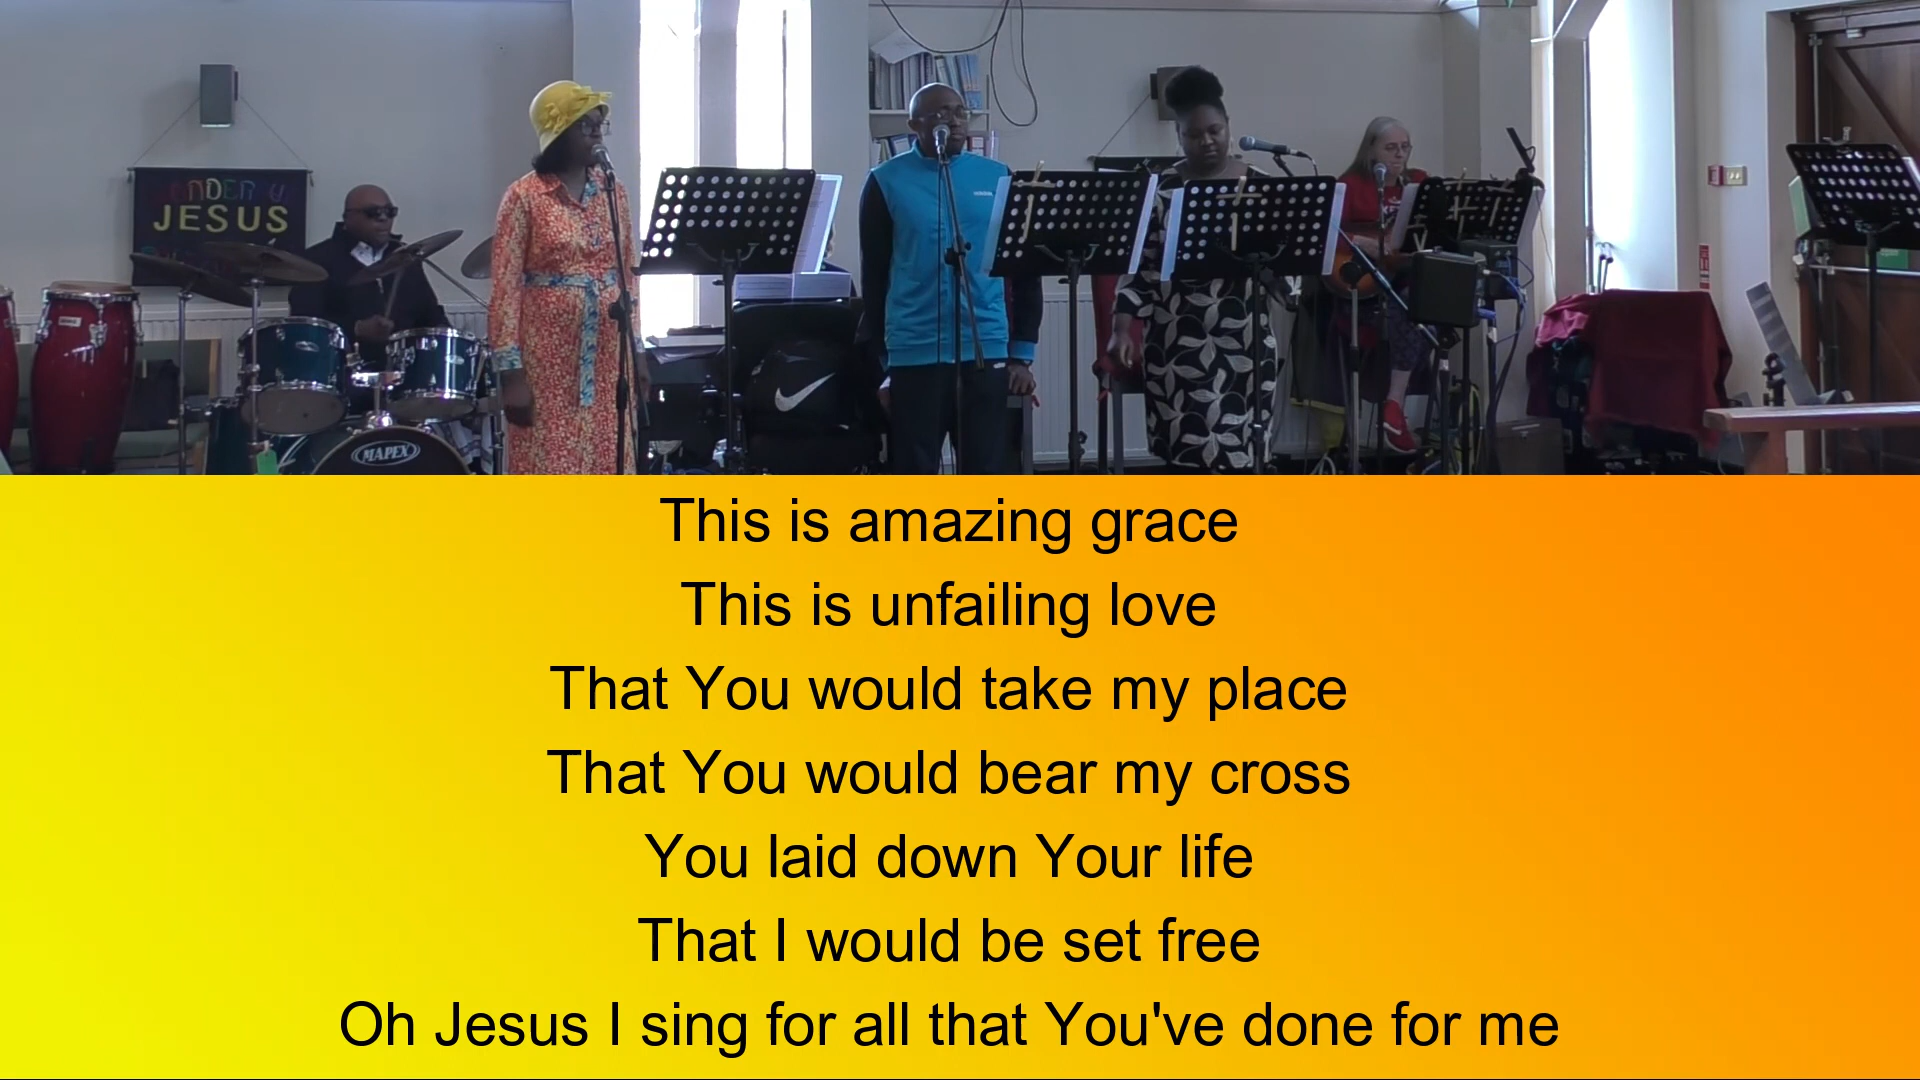 JESUS
MAPEX
This is amazing grace
This is unfailing love
That You would take my place
That You would bear my cross
You laid down Your life
That I would be set free
Oh Jesus I sing for all that You've done for me